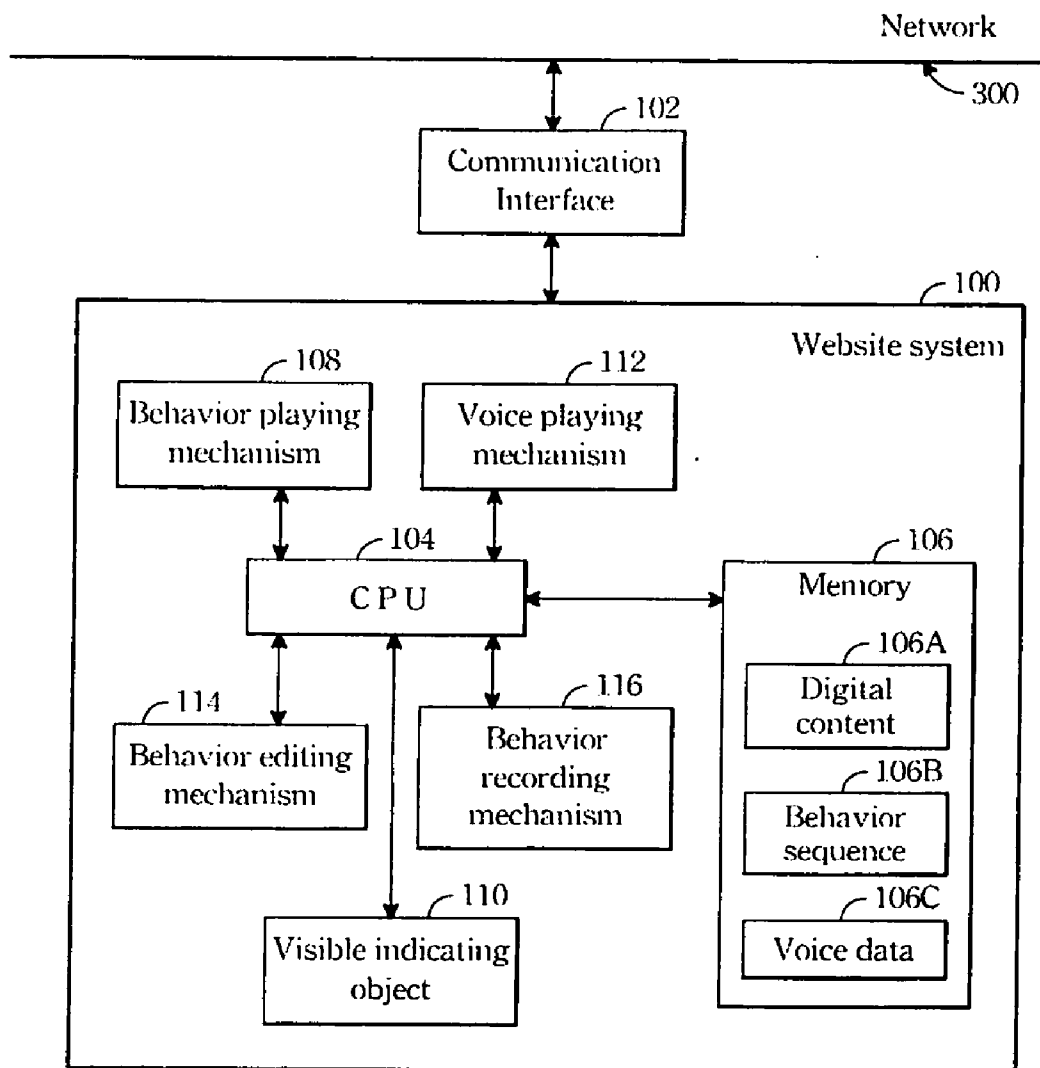 Network
300
102
Communication
Interface
100
Website system
108
Behavior playing
mechanism
112
Voice playing
mechanism
104
CPU
106
Memory
106A
Digital
content
106B
Behavior
sequence
106C
Voice data
114
Behavior editing
mechanism
116
Behavior
recording
mechanism
110
Visible indicating
object